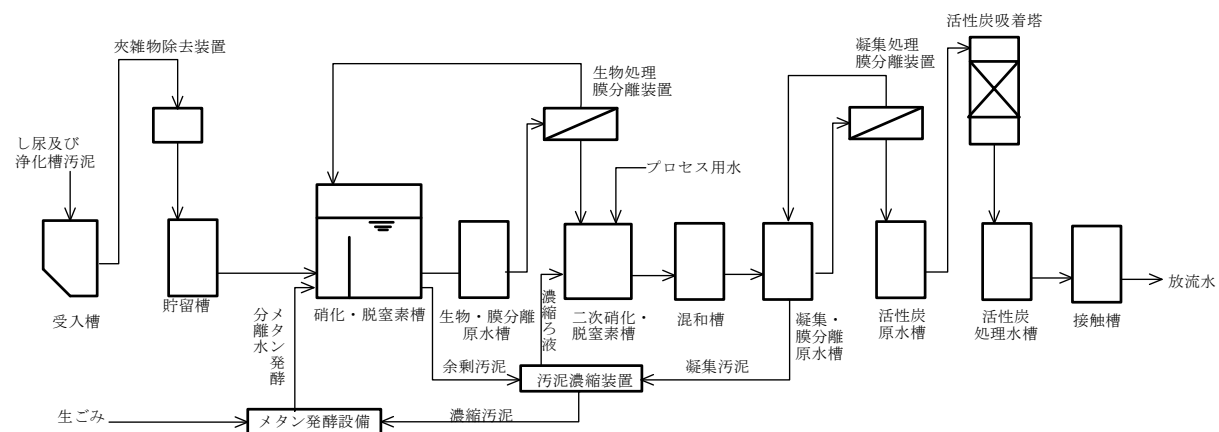 活性炭吸着塔
夾雑物除去装置
凝集処理
膜分離装置
生物処理
膜分離装置
し尿及び
浄化槽汚泥
プロセス用水
受入槽
貯留槽
メタン発酵
分離水
硝化・脱窒素槽
生物・膜分離
原水槽
濃縮ろ液
二次硝化・
脱窒素槽
混和槽
凝集・
膜分離
原水槽
活性炭
原水槽
活性炭
処理水槽
接触槽
放流水
余剰汚泥
汚泥濃縮装置
凝集汚泥
生ごみ
メタン発酵設備
濃縮汚泥